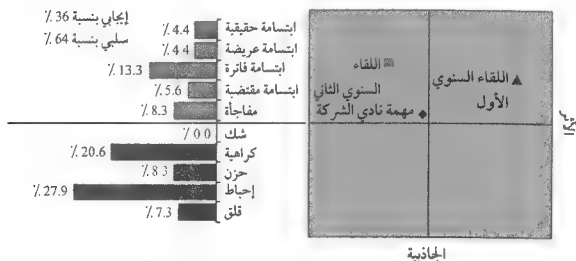 إيجابي بنسبة 36 ٪
سلبي بنسبة 64 ٪
ابتسامة حقيقية 4.4 ٪
ابتسامة عريضة 4 4 ٪
ابتسامة فاترة 13.3 ٪
ابتسامة مقتضبة 5.6 ٪
مفاجأة 8.3 ٪
شك 0 0 ٪
كراهية 20.6 ٪
حزن 8 3 ٪
إحباط 27.9 ٪
قلق 7.3 ٪
اللقاء السنوي
الأول
اللقاء
السنوي الثاني
مهمة نادي الشركة
الأثر
الجاذبية